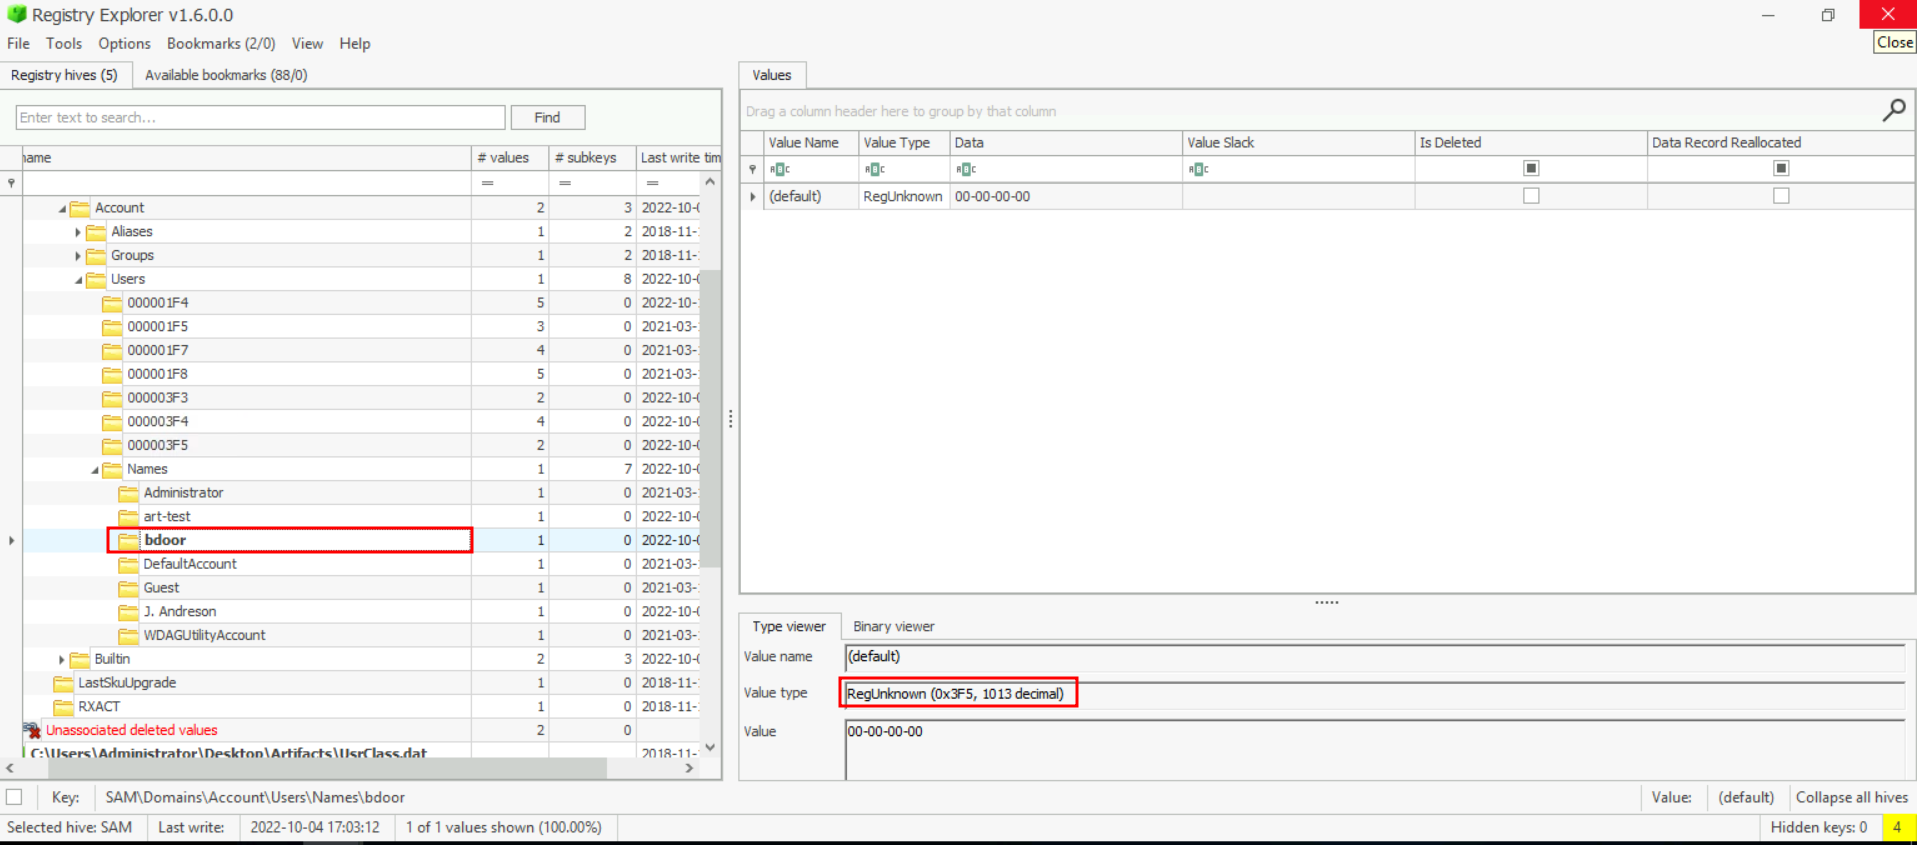 Registry Explorer v1.6.0.0
File Tools Options Bookmarks (2/0) View Help
Close
Registry hives (5) Available bookmarks (88/0)
Enter text to search... Find
name # values # subkeys Last write tim
= = =
Account 2 3 2022-10-0
Aliases 1 2 2018-11-
Groups 1 2 2018-11-
Users 1 8 2022-10-0
000001F4 5 0 2022-10-
000001F5 3 0 2021-03-
000001F7 4 0 2021-03-
000001F8 5 0 2021-03-
000003F3 2 0 2022-10-0
000003F4 4 0 2022-10-0
000003F5 2 0 2022-10-0
Names 1 7 2022-10-0
Administrator 1 0 2021-03-
art-test 1 0 2022-10-0
bdoor 1 0 2022-10-0
DefaultAccount 1 0 2021-03-
Guest 1 0 2021-03-
J. Andreson 1 0 2022-10-0
WDAGUtilityAccount 1 0 2021-03-
Builtin 2 3 2022-10-0
LastSkuUpgrade 1 0 2018-11-
RXACT 1 0 2018-11-
Unassociated deleted values 2 0
C:\Users\Administrator\Desktop\Artifacts\UsrClass.dat 2018-11-
Values
Drag a column header here to group by that column
Value Name Value Type Data Value Slack Is Deleted Data Record Reallocated
(default) RegUnknown 00-00-00-00
Type viewer Binary viewer
Value name (default)
Value type RegUnknown (0x3F5, 1013 decimal)
Value 00-00-00-00
Key: SAM\Domains\Account\Users\Names\bdoor Value: (default) Collapse all hives
Selected hive: SAM Last write: 2022-10-04 17:03:12 1 of 1 values shown (100.00%) Hidden keys: 0 4